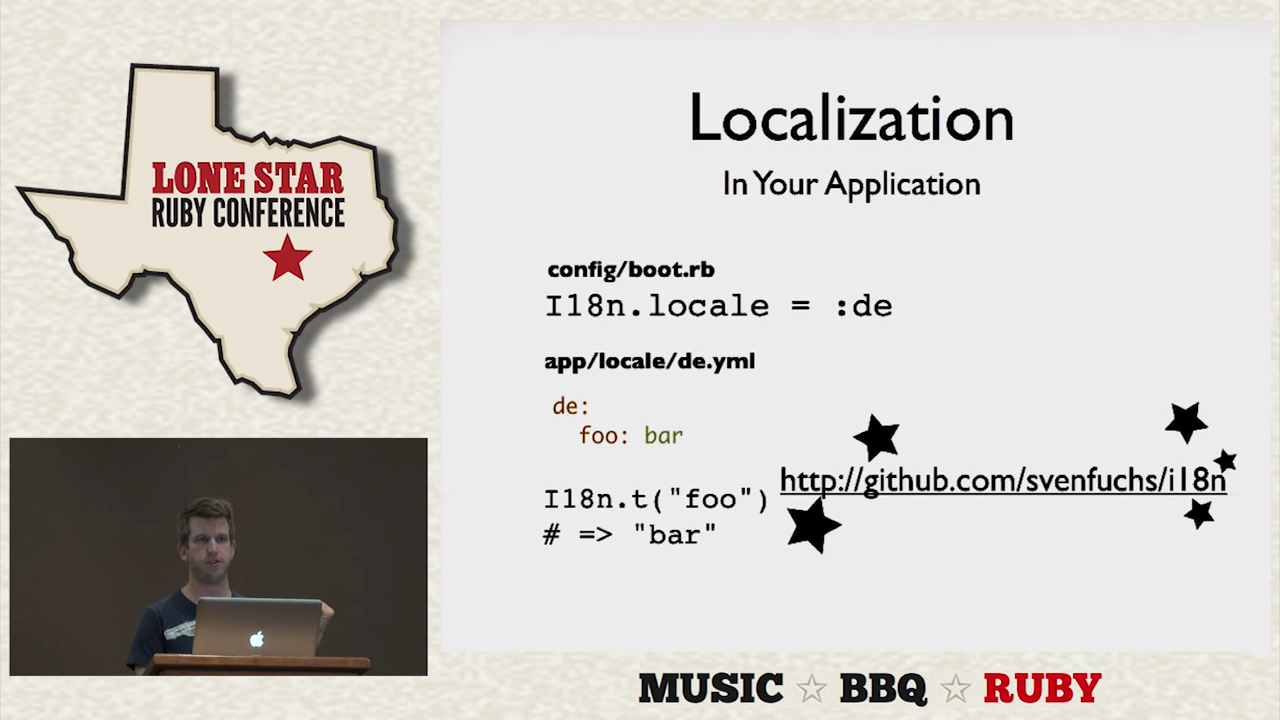 LONE STAR
RUBY CONFERENCE
Localization
In Your Application
config/boot.rb
I18n.locale = :de
app/locale/de.yml
de:
foo: bar
I18n.t("foo")
# => "bar"
http://github.com/svenfuchs/i18n
MUSIC ☆ BBQ ☆ RUBY